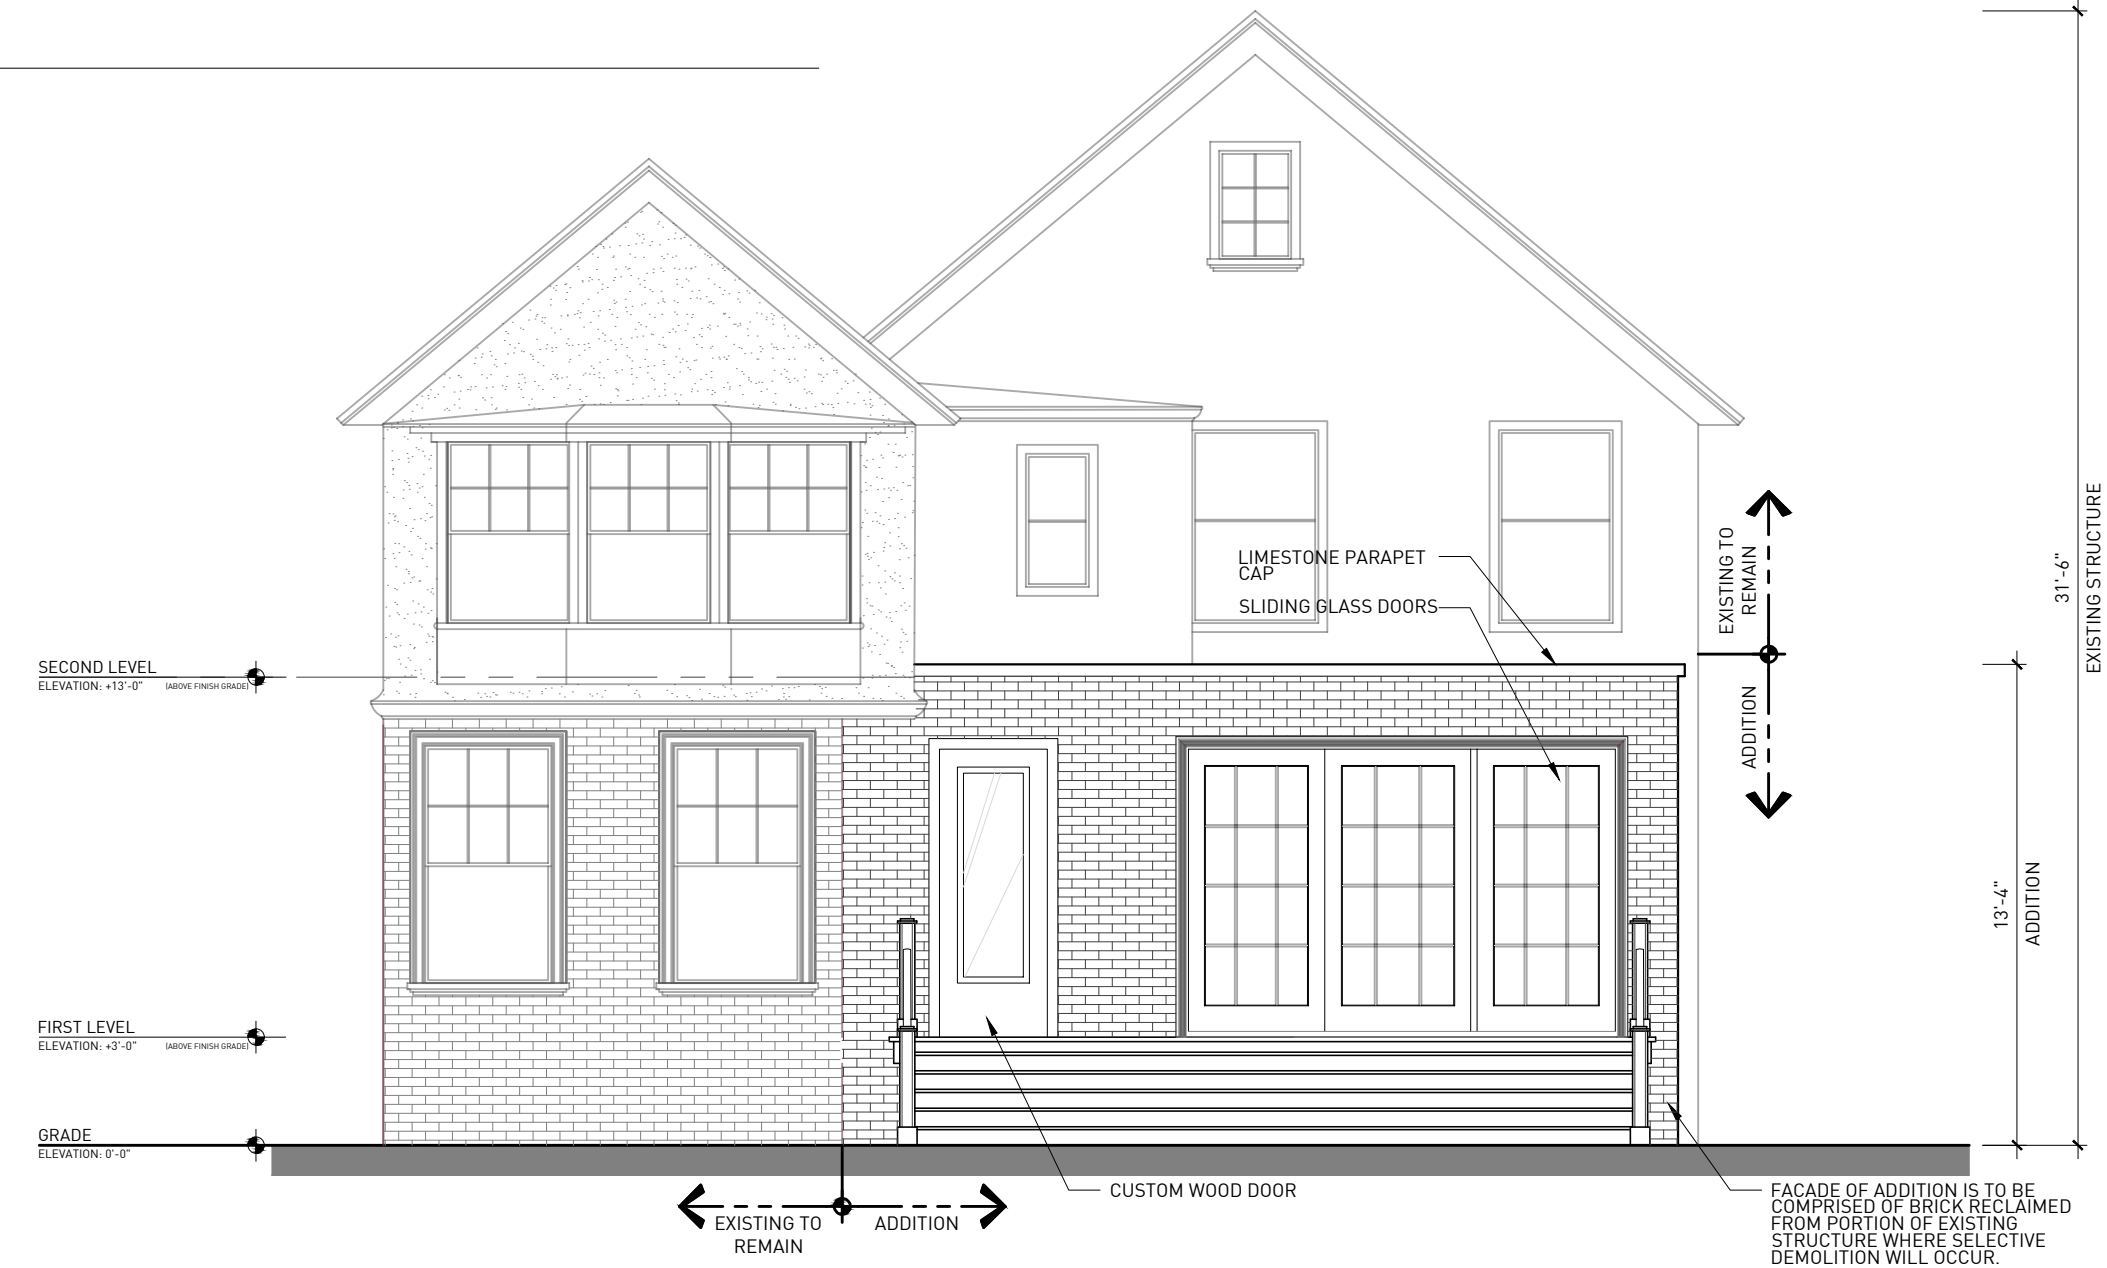 LIMESTONE PARAPET
CAP
SLIDING GLASS DOORS
EXISTING TO
REMAIN
ADDITION
31'-6"
EXISTING STRUCTURE
13'-4"
ADDITION
SECOND LEVEL
ELEVATION: +13'-0" (ABOVE FINISH GRADE)
FIRST LEVEL
ELEVATION: +3'-0" (ABOVE FINISH GRADE)
GRADE
ELEVATION: 0'-0"
EXISTING TO
REMAIN
ADDITION
CUSTOM WOOD DOOR
FACADE OF ADDITION IS TO BE
COMPRISED OF BRICK RECLAIMED
FROM PORTION OF EXISTING
STRUCTURE WHERE SELECTIVE
DEMOLITION WILL OCCUR.